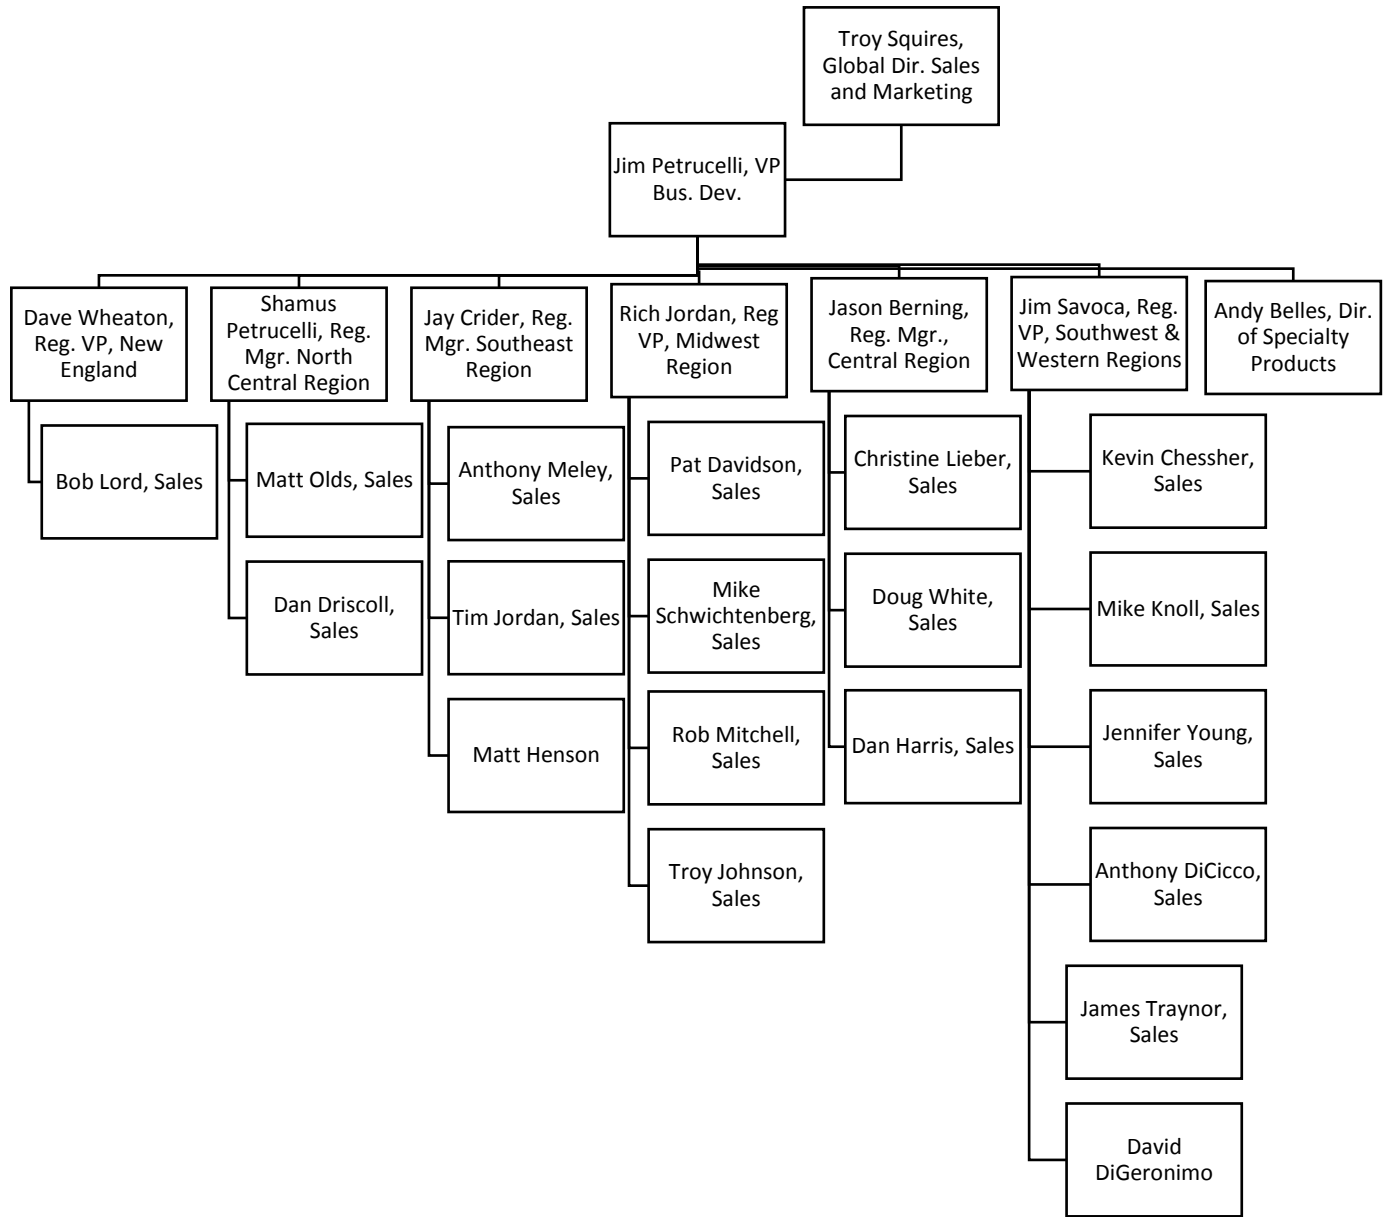 Troy Squires,
Global Dir. Sales
and Marketing
Jim Petrucelli, VP
Bus. Dev.
Dave Wheaton,
Reg. VP, New
England
Shamus
Petrucelli, Reg.
Mgr. North
Central Region
Jay Crider, Reg.
Mgr. Southeast
Region
Rich Jordan, Reg
VP, Midwest
Region
Jason Berning,
Reg. Mgr.,
Central Region
Jim Savoca, Reg.
VP, Southwest &
Western Regions
Andy Belles, Dir.
of Specialty
Products
Bob Lord, Sales
Matt Olds, Sales
Dan Driscoll,
Sales
Anthony Meley,
Sales
Tim Jordan, Sales
Matt Henson
Pat Davidson,
Sales
Mike
Schwichtenberg,
Sales
Rob Mitchell,
Sales
Troy Johnson,
Sales
Christine Lieber,
Sales
Doug White,
Sales
Dan Harris, Sales
Kevin Chessher,
Sales
Mike Knoll, Sales
Jennifer Young,
Sales
Anthony DiCicco,
Sales
James Traynor,
Sales
David
DiGeronimo